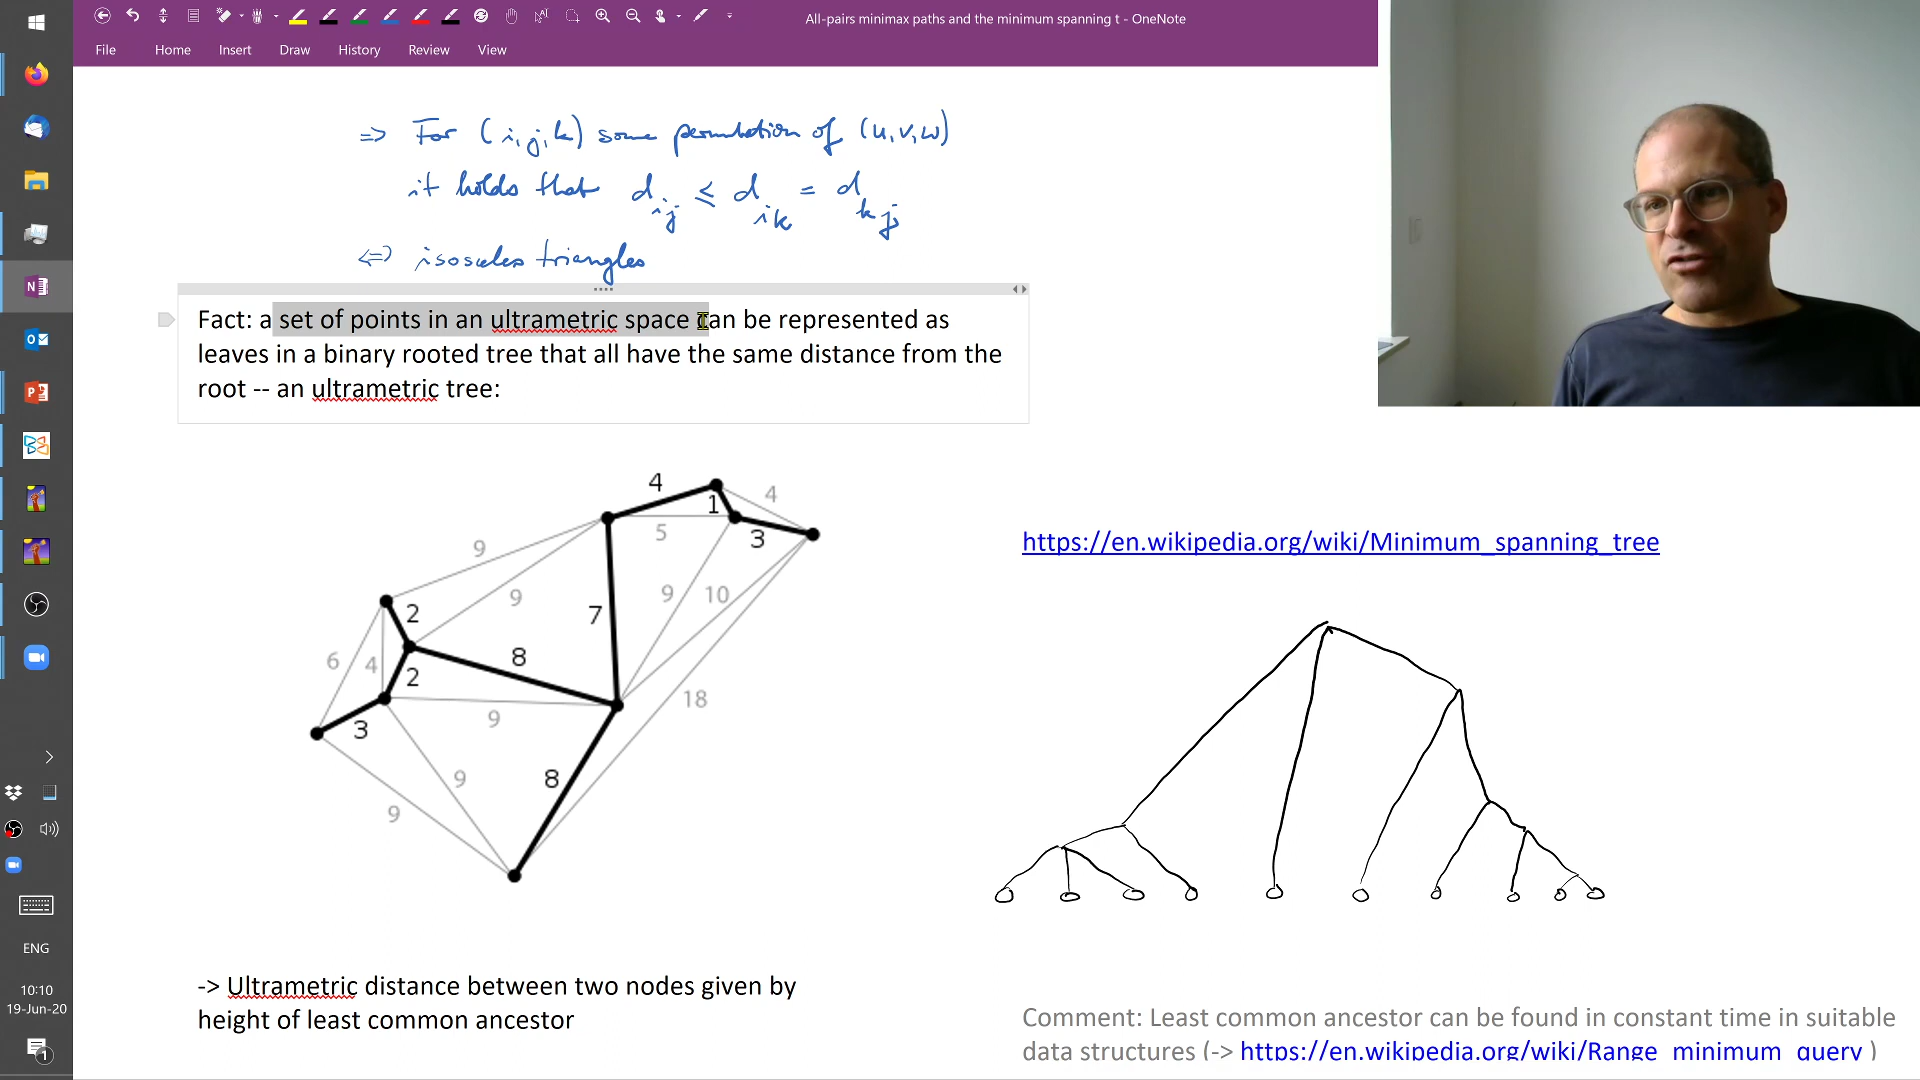 All-pairs minimax paths and the minimum spanning t - OneNote
File Home Insert Draw History Review View
=> For (i,j,k) some permutation of (u,v,w)
it holds that d_ij ≤ d_ik = d_kj
<=> isosceles triangles
Fact: a set of points in an ultrametric space can be represented as
leaves in a binary rooted tree that all have the same distance from the
root -- an ultrametric tree:
4
1
4
5
3
9
9
9
10
7
2
6
4
8
2
18
9
3
9
8
9
https://en.wikipedia.org/wiki/Minimum_spanning_tree
-> Ultrametric distance between two nodes given by
height of least common ancestor
Comment: Least common ancestor can be found in constant time in suitable
data structures (-> https://en.wikipedia.org/wiki/Range_minimum_query )
ENG
10:10
19-Jun-20
1